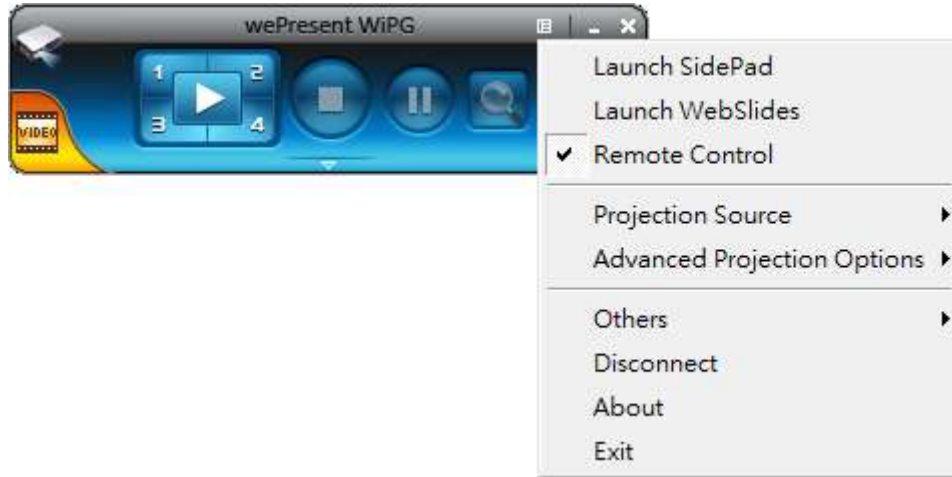 wePresent WiPG
1 2
3 4
VIDEO
Launch SidePad
Launch WebSlides
Remote Control
Projection Source
Advanced Projection Options
Others
Disconnect
About
Exit